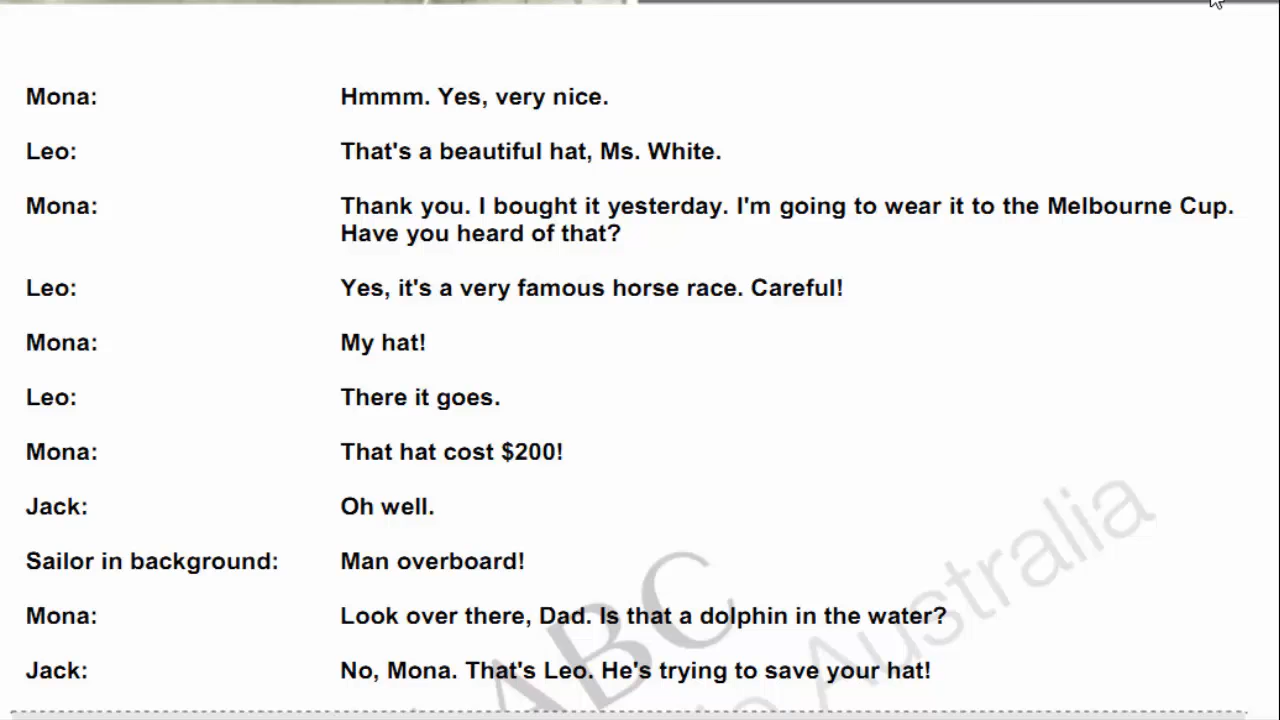 Mona: Hmmm. Yes, very nice.
Leo: That's a beautiful hat, Ms. White.
Mona: Thank you. I bought it yesterday. I'm going to wear it to the Melbourne Cup.
Have you heard of that?
Leo: Yes, it's a very famous horse race. Careful!
Mona: My hat!
Leo: There it goes.
Mona: That hat cost $200!
Jack: Oh well.
Sailor in background: Man overboard!
Mona: Look over there, Dad. Is that a dolphin in the water?
Jack: No, Mona. That's Leo. He's trying to save your hat!
ABC
Australia